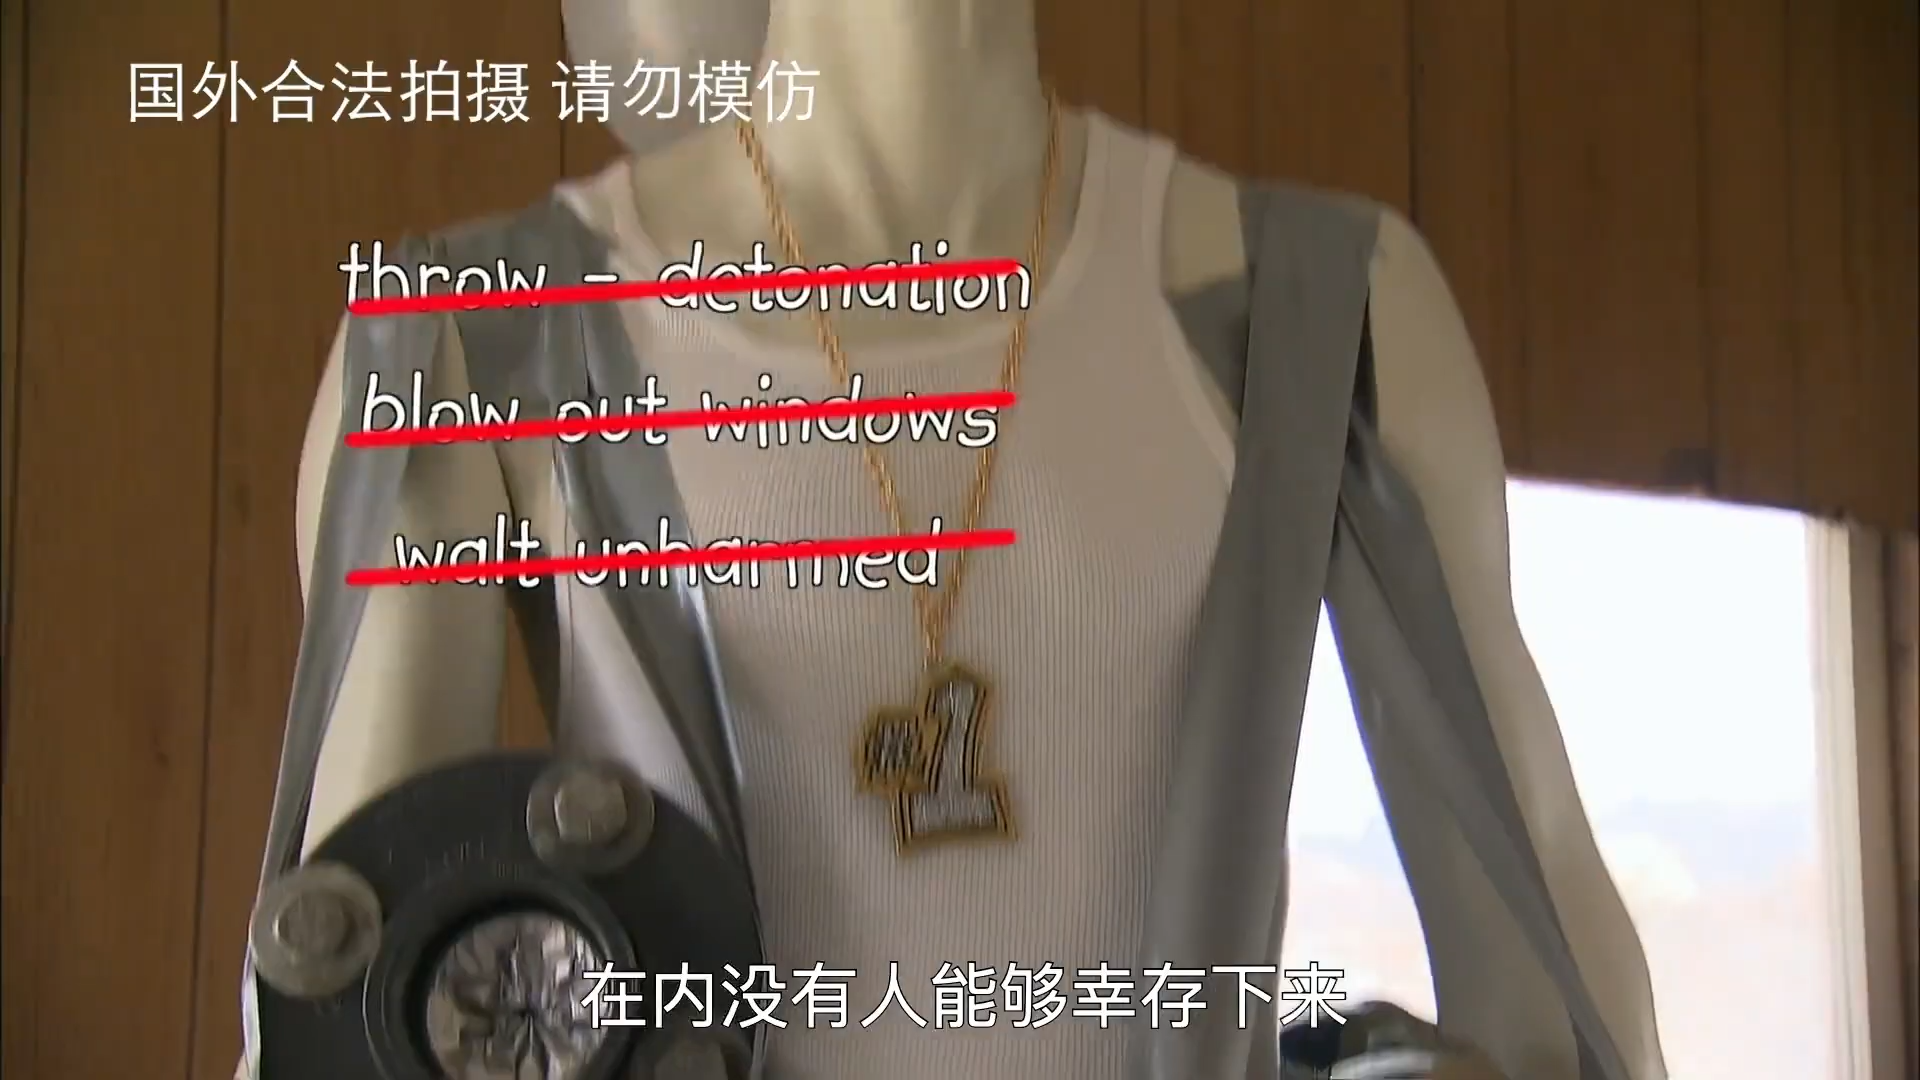 国外合法拍摄 请勿模仿
throw - detonation
blow out windows
walt unharmed
#1
在内没有人能够幸存下来